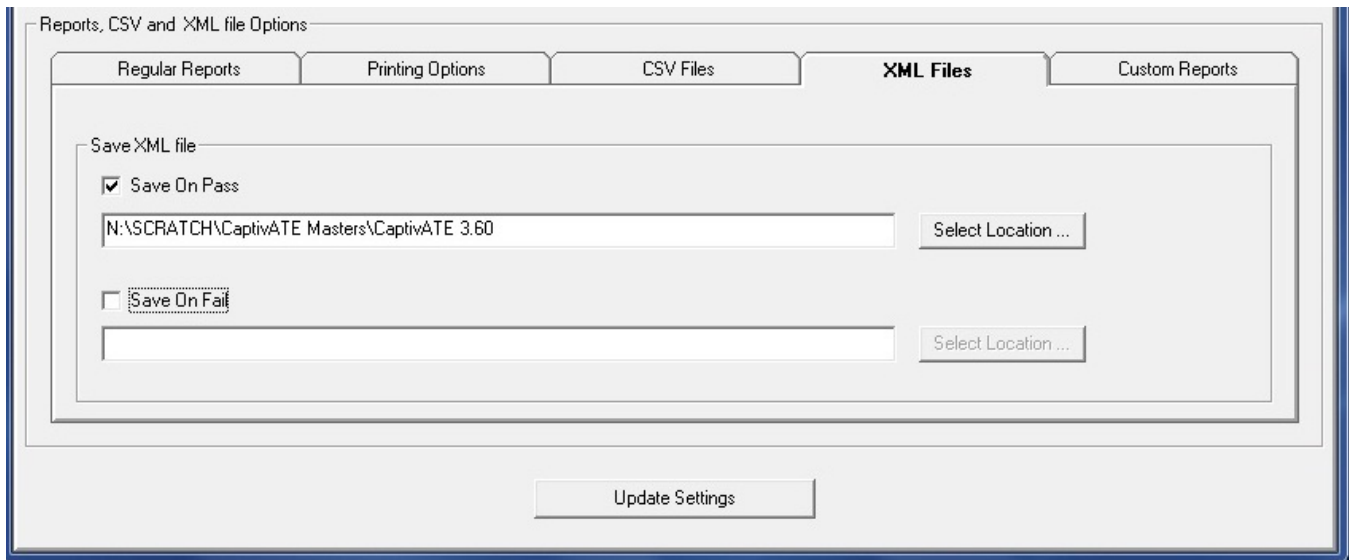 Reports, CSV and XML file Options
Regular Reports Printing Options CSV Files XML Files Custom Reports
Save XML file
Save On Pass
N:\SCRATCH\CaptivATE Masters\CaptivATE 3.60 Select Location ...
Save On Fail
Select Location ...
Update Settings